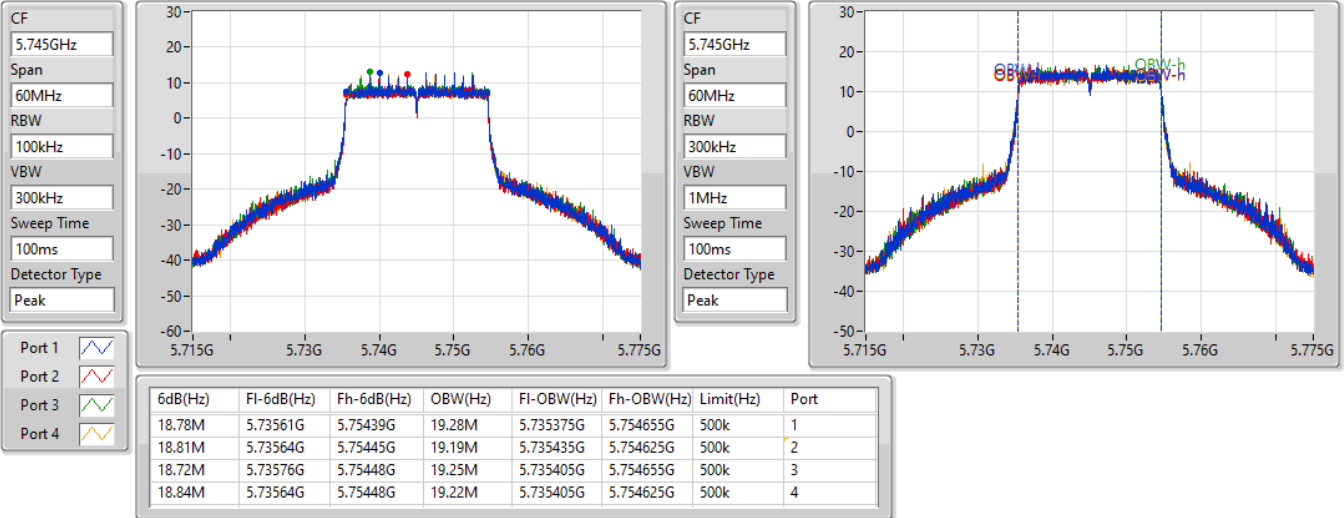 CF
5.745GHz
Span
60MHz
RBW
100kHz
VBW
300kHz
Sweep Time
100ms
Detector Type
Peak
30
20
10
0
-10
-20
-30
-40
-50
-60
5.715G 5.73G 5.74G 5.75G 5.76G 5.775G
CF
5.745GHz
Span
60MHz
RBW
300kHz
VBW
1MHz
Sweep Time
100ms
Detector Type
Peak
30
20
10
0
-10
-20
-30
-40
-50
OBW-h
5.715G 5.73G 5.74G 5.75G 5.76G 5.775G
Port 1
Port 2
Port 3
Port 4
6dB(Hz) Fl-6dB(Hz) Fh-6dB(Hz) OBW(Hz) Fl-OBW(Hz) Fh-OBW(Hz) Limit(Hz) Port
18.78M 5.73561G 5.75439G 19.28M 5.735375G 5.754655G 500k 1
18.81M 5.73564G 5.75445G 19.19M 5.735435G 5.754625G 500k 2
18.72M 5.73576G 5.75448G 19.25M 5.735405G 5.754655G 500k 3
18.84M 5.73564G 5.75448G 19.22M 5.735405G 5.754625G 500k 4